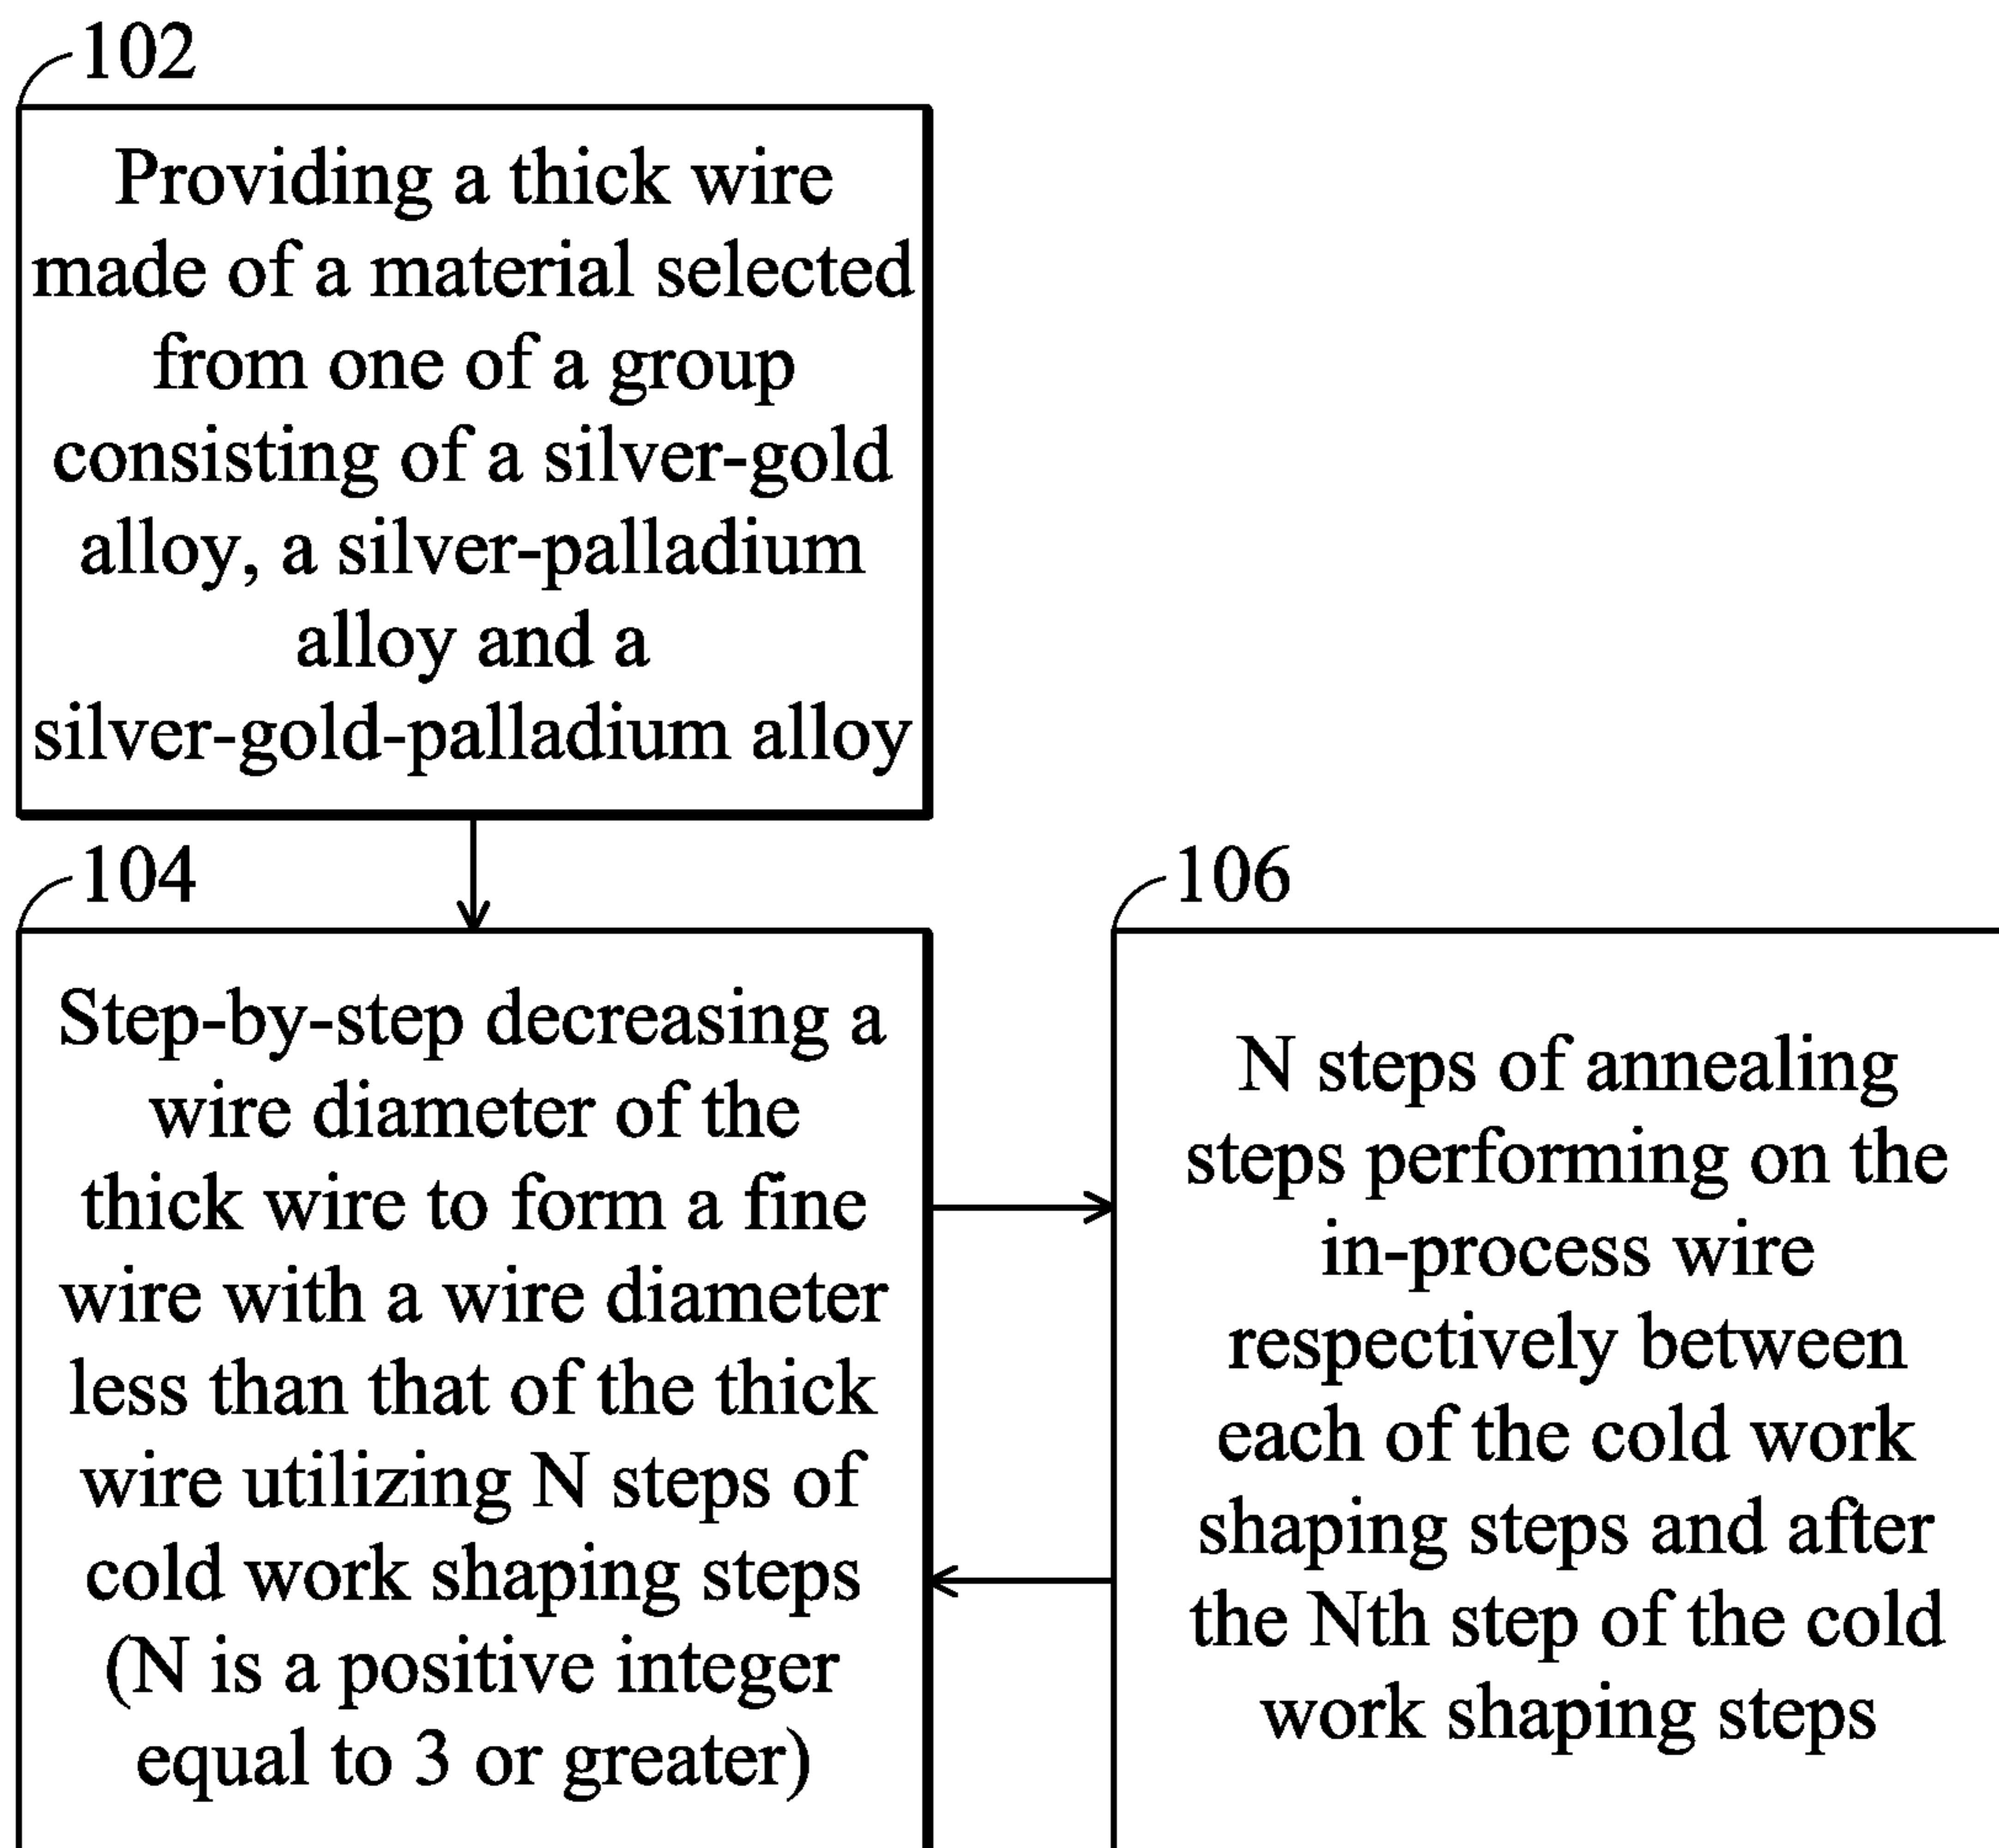 102
Providing a thick wire
made of a material selected
from one of a group
consisting of a silver-gold
alloy, a silver-palladium
alloy and a
silver-gold-palladium alloy
104
Step-by-step decreasing a
wire diameter of the
thick wire to form a fine
wire with a wire diameter
less than that of the thick
wire utilizing N steps of
cold work shaping steps
(N is a positive integer
equal to 3 or greater)
106
N steps of annealing
steps performing on the
in-process wire
respectively between
each of the cold work
shaping steps and after
the Nth step of the cold
work shaping steps